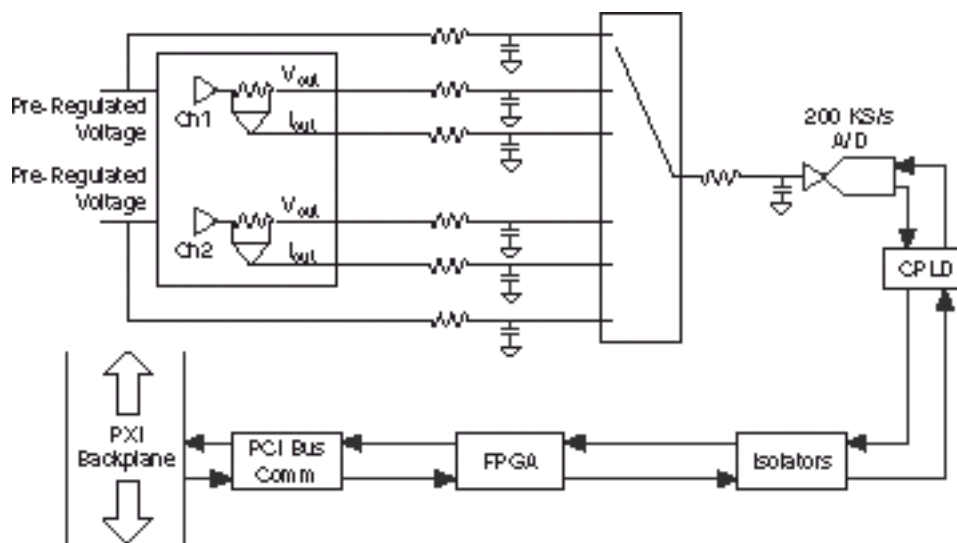 Pre-Regulated
Voltage
Ch1
Vout
Iout
Pre-Regulated
Voltage
Ch2
Vout
Iout
200 KS/s
A/D
CPLD
PXI
Backplane
PCI Bus
Comm
FPGA
Isolators